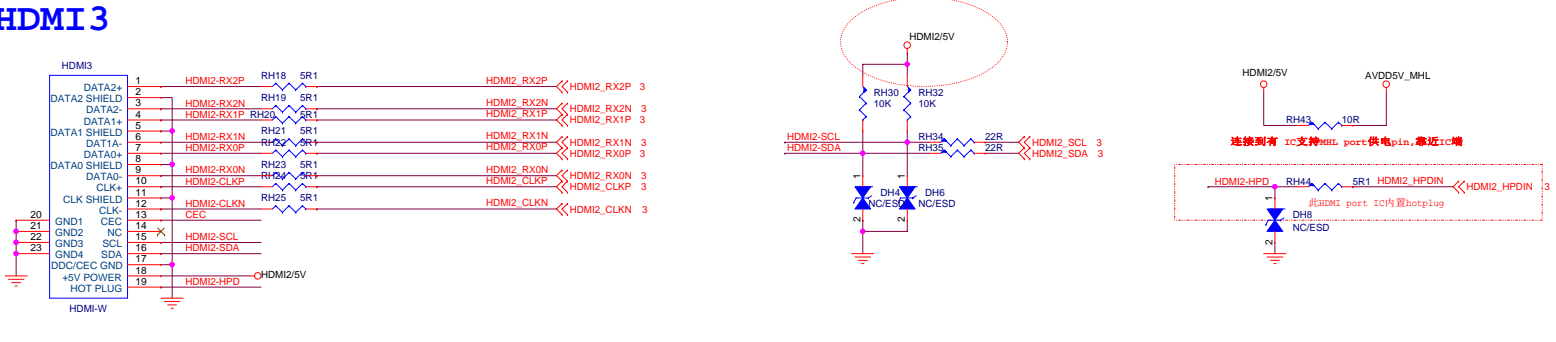 HDMI3
HDMI3
1 HDMI2-RX2P RH18 5R1 HDMI2_RX2P HDMI2_RX2P 3
DATA2+
2
DATA2 SHIELD
3 HDMI2-RX2N RH19 5R1 HDMI2_RX2N HDMI2_RX2N 3
DATA2-
4 HDMI2-RX1P RH20 5R1 HDMI2_RX1P HDMI2_RX1P 3
DATA1+
5
DATA1 SHIELD
6 HDMI2-RX1N RH21 5R1 HDMI2_RX1N HDMI2_RX1N 3
DAT1A-
7 HDMI2-RX0P RH22 5R1 HDMI2_RX0P HDMI2_RX0P 3
DATA0+
8
DATA0 SHIELD
9 HDMI2-RX0N RH23 5R1 HDMI2_RX0N HDMI2_RX0N 3
DATA0-
10 HDMI2-CLKP RH24 5R1 HDMI2_CLKP HDMI2_CLKP 3
CLK+
11
CLK SHIELD
12 HDMI2-CLKN RH25 5R1 HDMI2_CLKN HDMI2_CLKN 3
CLK-
20 GND1 CEC 13 CEC
21 GND2 NC 14
22 GND3 SCL 15 HDMI2-SCL
23 GND4 SDA 16 HDMI2-SDA
DDC/CEC GND 17
+5V POWER 18 HDMI2/5V
HOT PLUG 19 HDMI2-HPD
HDMI-W
HDMI2/5V
RH30 RH32
10K 10K
HDMI2-SCL RH34 22R HDMI2_SCL 3
HDMI2-SDA RH35 22R HDMI2_SDA 3
1 1
DH4 DH6
NC/ESD NC/ESD
2 2
HDMI2/5V AVDD5V_MHL
RH43 10R
连接到有 IC支持MHL port供电pin,靠近IC端
HDMI2-HPD RH44 5R1 HDMI2_HPDIN HDMI2_HPDIN 3
此HDMI port IC内置hotplug
1
DH8
NC/ESD
2